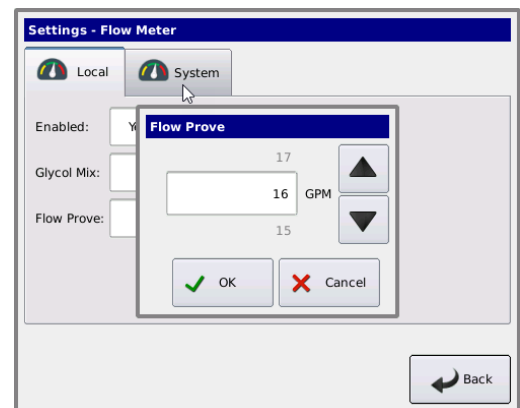 Settings - Flow Meter
Local
System
Enabled:
Flow Prove
Glycol Mix:
17
16 GPM
15
Flow Prove:
OK
Cancel
Back